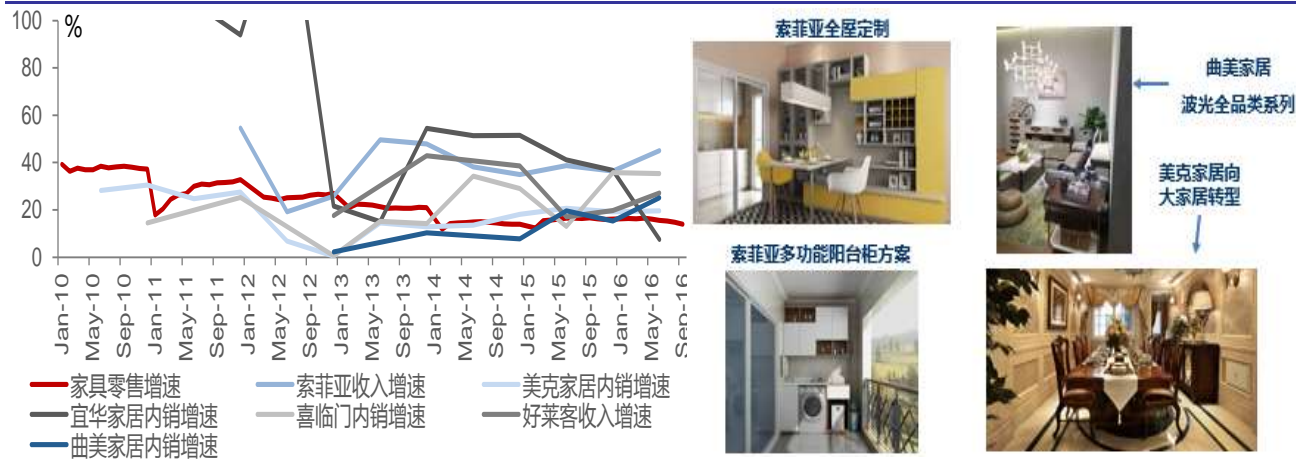 %
100
80
60
40
20
0
Jan-10
May-10
Sep-10
Jan-11
May-11
Sep-11
Jan-12
May-12
Sep-12
Jan-13
May-13
Sep-13
Jan-14
May-14
Sep-14
Jan-15
May-15
Sep-15
Jan-16
May-16
Sep-16
家具零售增速
索菲亚收入增速
美克家居内销增速
宜华家居内销增速
喜临门内销增速
好莱客收入增速
曲美家居内销增速
索菲亚全屋定制
曲美家居
波光全品类系列
美克家居向
大家居转型
索菲亚多功能阳台柜方案